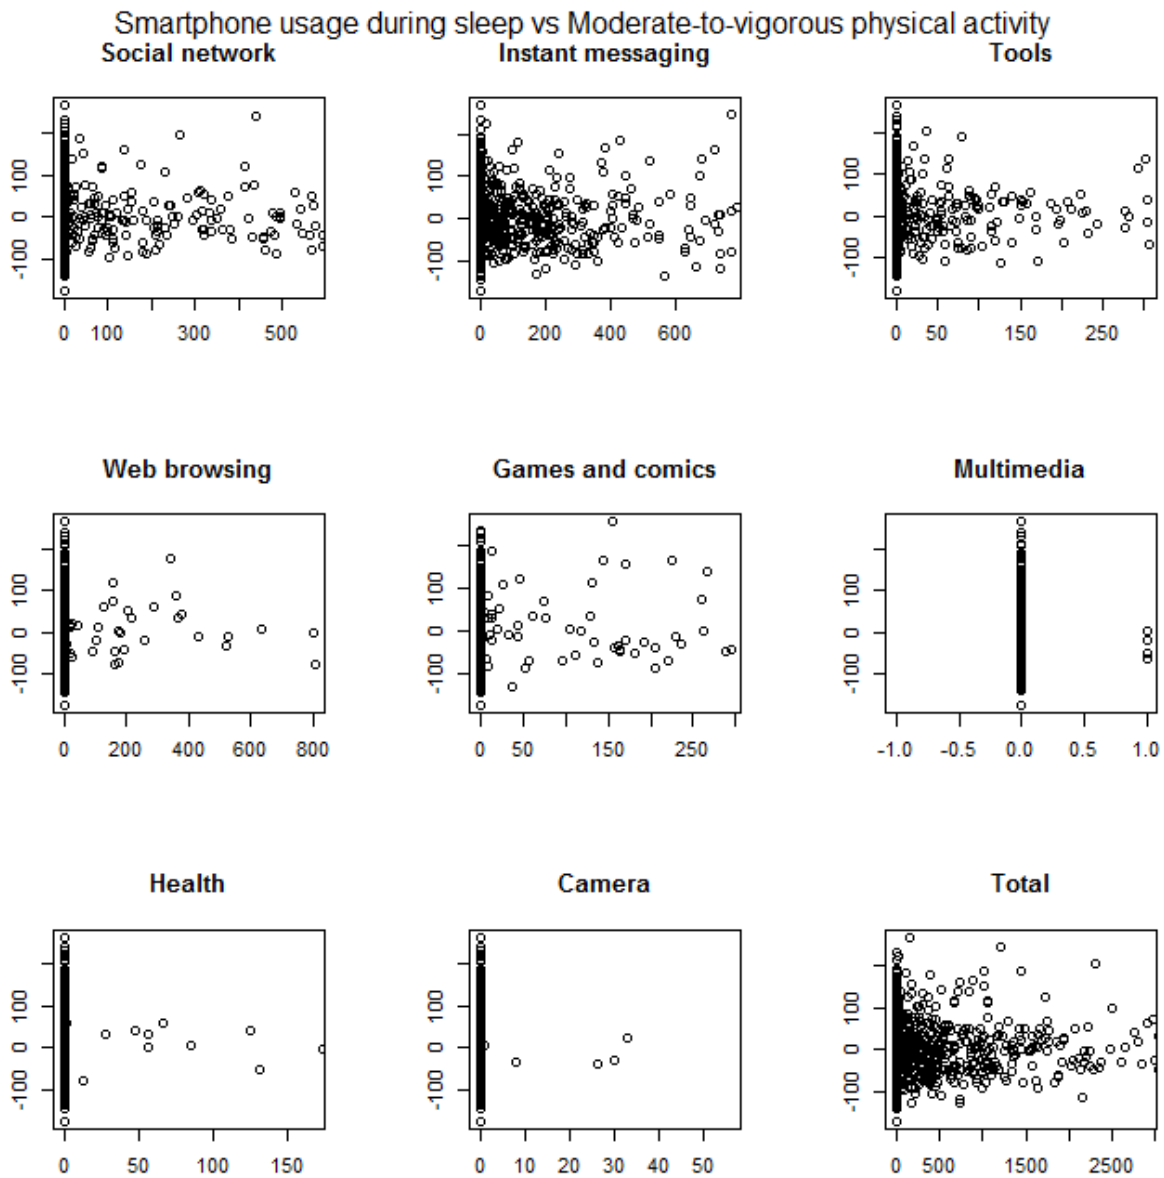 Smartphone usage during sleep vs Moderate-to-vigorous physical activity
Social network Instant messaging Tools
100 0 -100 100 0 -100 100 0 -100
0 100 300 500 0 200 400 600 0 50 150 250
Web browsing Games and comics Multimedia
100 0 -100 100 0 -100 100 0 -100
0 200 400 600 800 0 50 150 250 -1.0 -0.5 0.0 0.5 1.0
Health Camera Total
100 0 -100 100 0 -100 100 0 -100
0 50 100 150 0 10 20 30 40 50 0 500 1500 2500